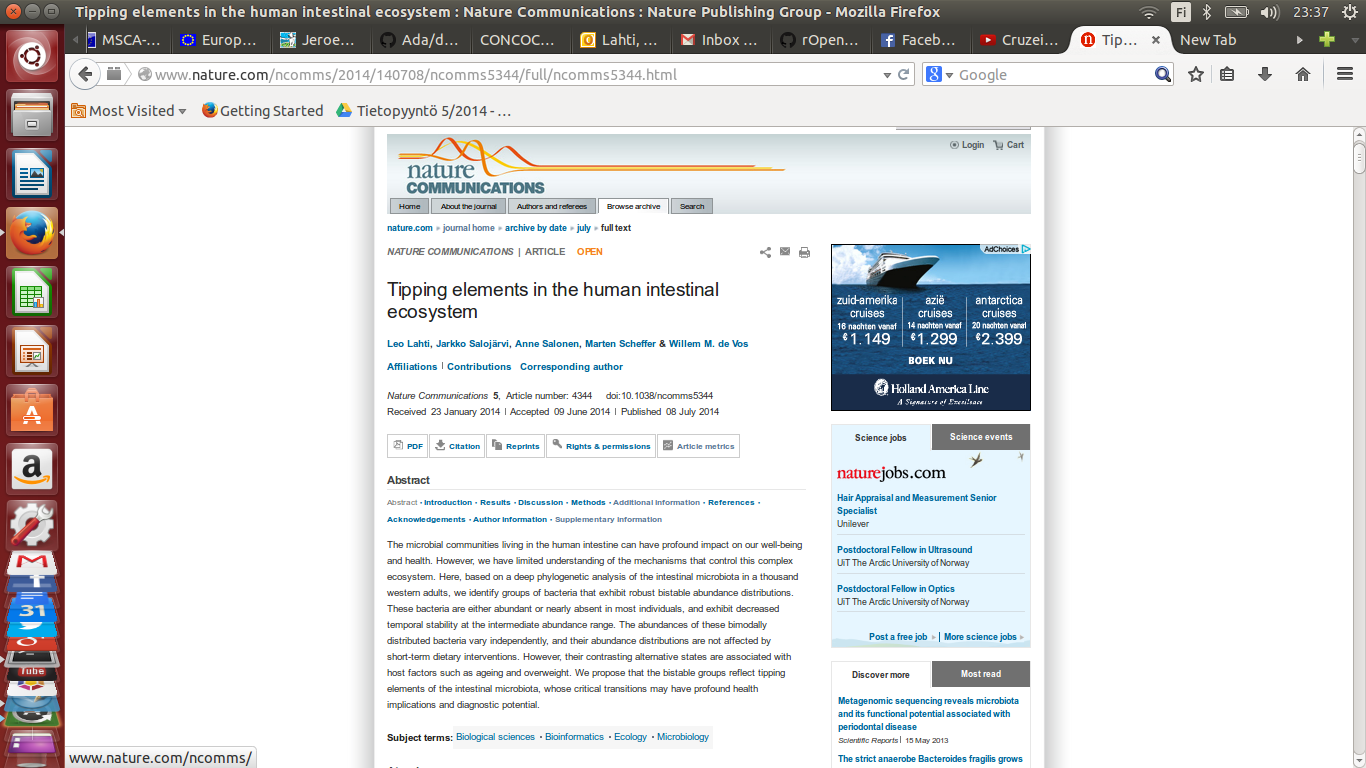 Tipping elements in the human intestinal ecosystem : Nature Communications : Nature Publishing Group - Mozilla Firefox
Fi
23:37
MSCA-…
Europ…
Jeroe…
Ada/d…
CONCOC…
Lahti, …
Inbox …
rOpen…
Faceb…
Cruzei…
Tip…
New Tab
www.nature.com/ncomms/2014/140708/ncomms5344/full/ncomms5344.html
Google
Most Visited
Getting Started
Tietopyyntö 5/2014 - …
Login
Cart
nature
COMMUNICATIONS
Home
About the journal
Authors and referees
Browse archive
Search
nature.com ▸ journal home ▸ archive by date ▸ july ▸ full text
NATURE COMMUNICATIONS | ARTICLE OPEN
Tipping elements in the human intestinal
ecosystem
Leo Lahti, Jarkko Salojärvi, Anne Salonen, Marten Scheffer & Willem M. de Vos
Affiliations | Contributions Corresponding author
Nature Communications 5, Article number: 4344 doi:10.1038/ncomms5344
Received 23 January 2014 | Accepted 09 June 2014 | Published 08 July 2014
PDF
Citation
Reprints
Rights & permissions
Article metrics
Abstract
Abstract • Introduction • Results • Discussion • Methods • Additional information • References •
Acknowledgements • Author information • Supplementary information
The microbial communities living in the human intestine can have profound impact on our well-being
and health. However, we have limited understanding of the mechanisms that control this complex
ecosystem. Here, based on a deep phylogenetic analysis of the intestinal microbiota in a thousand
western adults, we identify groups of bacteria that exhibit robust bistable abundance distributions.
These bacteria are either abundant or nearly absent in most individuals, and exhibit decreased
temporal stability at the intermediate abundance range. The abundances of these bimodally
distributed bacteria vary independently, and their abundance distributions are not affected by
short-term dietary interventions. However, their contrasting alternative states are associated with
host factors such as ageing and overweight. We propose that the bistable groups reflect tipping
elements of the intestinal microbiota, whose critical transitions may have profound health
implications and diagnostic potential.
Subject terms: Biological sciences • Bioinformatics • Ecology • Microbiology
AdChoices
zuid-amerika
cruises
16 nachten vanaf
€1.149
azië
cruises
14 nachten vanaf
€1.299
antarctica
cruises
20 nachten vanaf
€2.399
BOEK NU
Holland America Line
A Signature of Excellence
Science jobs
Science events
naturejobs.com
Hair Appraisal and Measurement Senior
Specialist
Unilever
Postdoctoral Fellow in Ultrasound
UiT The Arctic University of Norway
Postdoctoral Fellow in Optics
UiT The Arctic University of Norway
Post a free job ▸ | More science jobs ▸
Discover more
Most read
Metagenomic sequencing reveals microbiota
and its functional potential associated with
periodontal disease
Scientific Reports | 15 May 2013
The strict anaerobe Bacteroides fragilis grows
31
Tube
www.nature.com/ncomms/